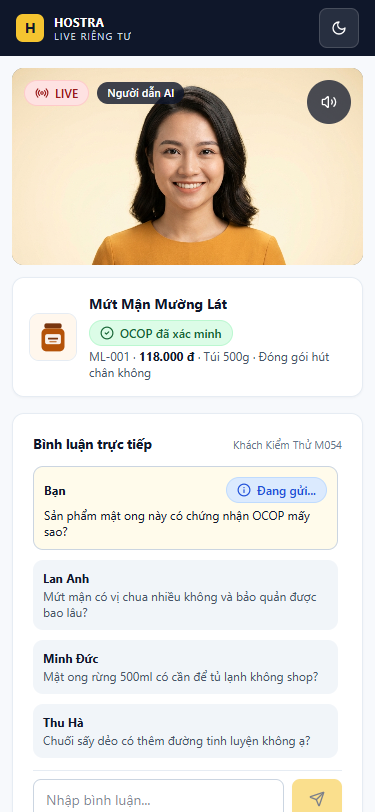 H
HOSTRA
LIVE RIÊNG TƯ
LIVE
Người dẫn AI
Mứt Mận Mường Lát
OCOP đã xác minh
ML-001 · 118.000 đ · Túi 500g · Đóng gói hút
chân không
Bình luận trực tiếp
Khách Kiểm Thử M054
Bạn
Đang gửi...
Sản phẩm mật ong này có chứng nhận OCOP mấy
sao?
Lan Anh
Mứt mận có vị chua nhiều không và bảo quản được
bao lâu?
Minh Đức
Mật ong rừng 500ml có cần để tủ lạnh không shop?
Thu Hà
Chuối sấy dẻo có thêm đường tinh luyện không ạ?
Nhập bình luận...